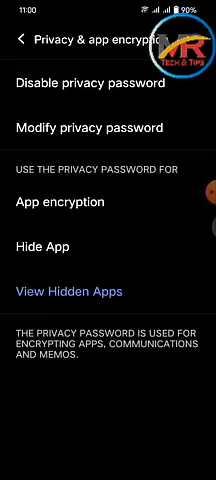 11:00
90%
Privacy & app encryption
MR
TECH & TIPS
Disable privacy password
Modify privacy password
USE THE PRIVACY PASSWORD FOR
App encryption
Hide App
View Hidden Apps
THE PRIVACY PASSWORD IS USED FOR
ENCRYPTING APPS, COMMUNICATIONS
AND MEMOS.